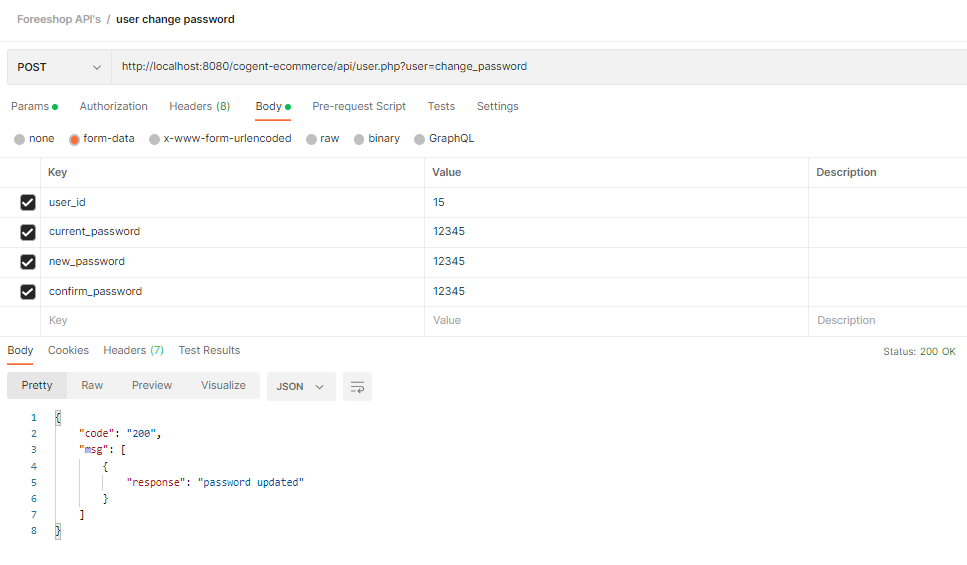 Foreeshop API's / user change password
POST http://localhost:8080/cogent-ecommerce/api/user.php?user=change_password
Params Authorization Headers (8) Body Pre-request Script Tests Settings
none form-data x-www-form-urlencoded raw binary GraphQL
Key Value Description
user_id 15
current_password 12345
new_password 12345
confirm_password 12345
Key Value Description
Body Cookies Headers (7) Test Results Status: 200 OK
Pretty Raw Preview Visualize JSON
1 {
2 "code": "200",
3 "msg": [
4 {
5 "response": "password updated"
6 }
7 ]
8 }